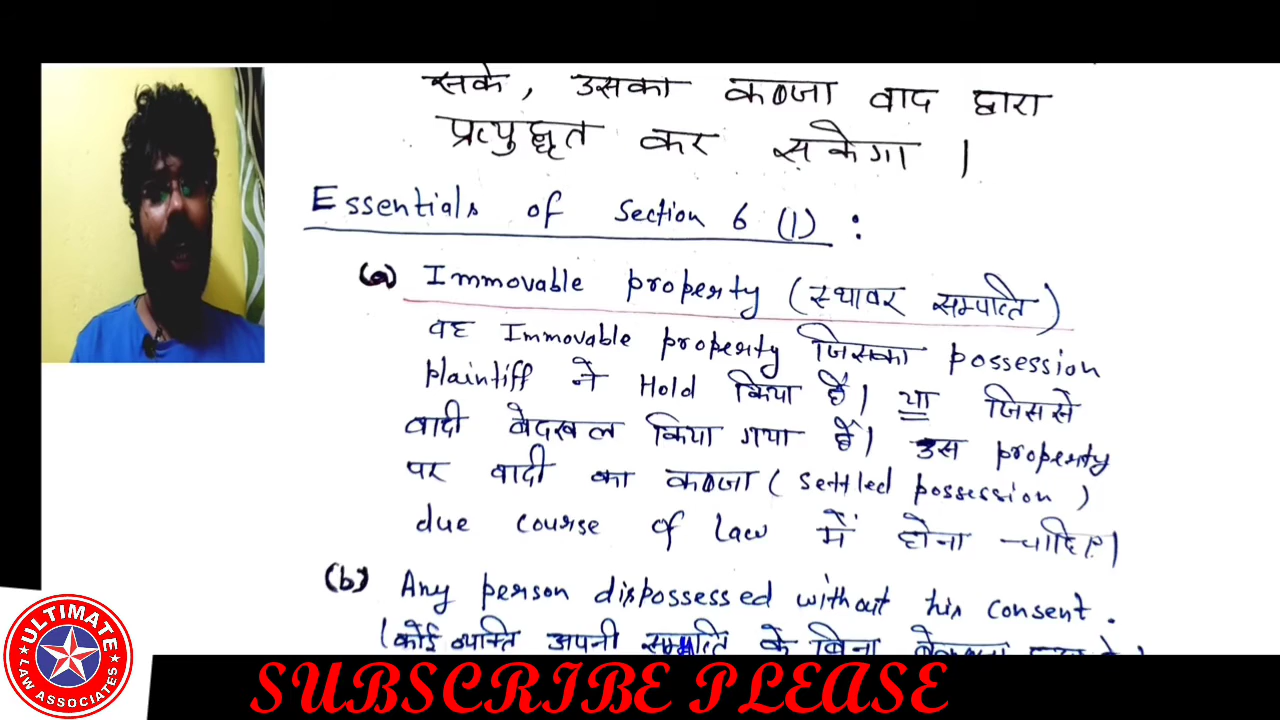 सके, उसका कब्जा वाद द्वारा
प्रत्युद्धृत कर सकेगा ।
Essentials of Section 6 (1) :
(a) Immovable property (स्थावर सम्पत्ति)
वह Immovable property जिसका possession
plaintiff ने Hold किया हैं। या जिससे
वादी बेदखल किया गया हैं। उस property
पर वादी का कब्जा ( settled possession )
due course of law में होना चाहिए।
(b) Any person dispossessed without his consent .
(कोई व्यक्ति अपनी सम्पत्ति के बिना
ULTIMATE
LAW ASSOCIATES
SUBSCRIBE PLEASE